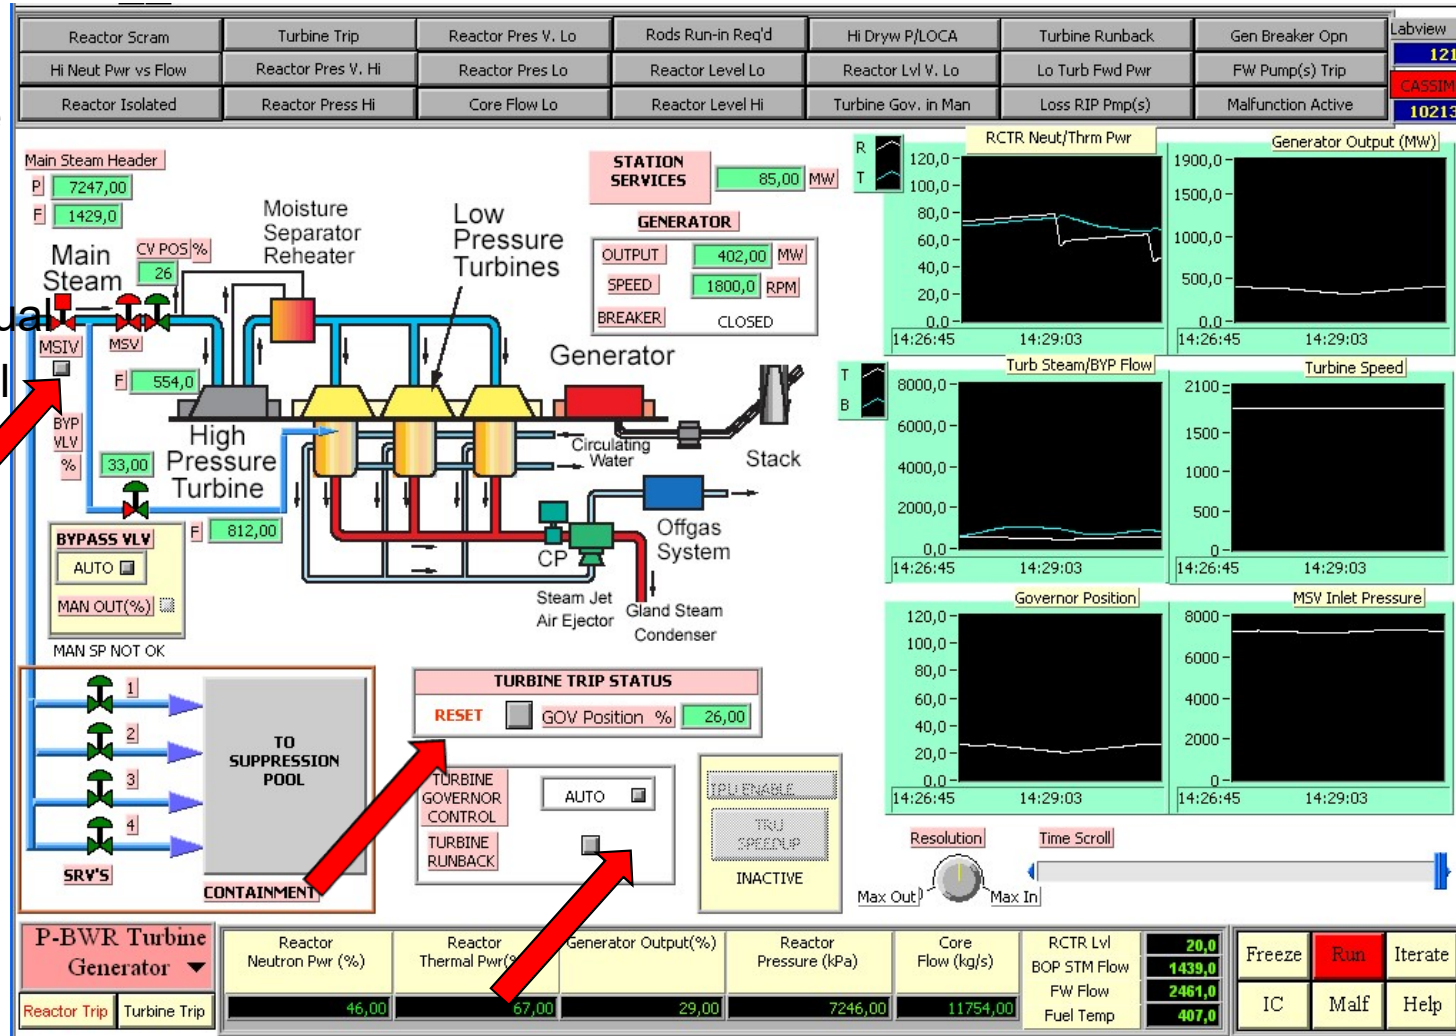 Reactor Scram
Turbine Trip
Reactor Pres V. Lo
Rods Run-in Req'd
Hi Dryw P/LOCA
Turbine Runback
Gen Breaker Opn
Labview
Hi Neut Pwr vs Flow
Reactor Pres V. Hi
Reactor Pres Lo
Reactor Level Lo
Reactor Lvl V. Lo
Lo Turb Fwd Pwr
FW Pump(s) Trip
121
CASSIM
Reactor Isolated
Reactor Press Hi
Core Flow Lo
Reactor Level Hi
Turbine Gov. in Man
Loss RIP Pmp(s)
Malfunction Active
10213
Main Steam Header
P 7247,00
F 1429,0
Main
Steam
CV POS %
26
Moisture
Separator
Reheater
Low
Pressure
Turbines
ual
MSIV
MSV
l
F 554,0
BYP
VLV
%
33,00
High
Pressure
Turbine
F 812,00
STATION
SERVICES
85,00 MW
GENERATOR
OUTPUT 402,00 MW
SPEED 1800,0 RPM
BREAKER CLOSED
Generator
Circulating
Water
Stack
Offgas
System
CP
Steam Jet
Air Ejector
Gland Steam
Condenser
BYPASS VLV
AUTO
MAN OUT(%)
MAN SP NOT OK
1
2
3
4
SRV'S
TO
SUPPRESSION
POOL
CONTAINMENT
TURBINE TRIP STATUS
RESET
GOV Position % 26,00
TURBINE
GOVERNOR
CONTROL
AUTO
TURBINE
RUNBACK
TRU ENABLE
TRU
SPEEDUP
INACTIVE
RCTR Neut/Thrm Pwr
R
T
120,0
100,0
80,0
60,0
40,0
20,0
0,0
14:26:45 14:29:03
Generator Output (MW)
1900,0
1500,0
1000,0
500,0
0,0
14:26:45 14:29:03
Turb Steam/BYP Flow
T
B
8000,0
6000,0
4000,0
2000,0
0,0
14:26:45 14:29:03
Turbine Speed
2100
1500
1000
500
0
14:26:45 14:29:03
Governor Position
120,0
100,0
80,0
60,0
40,0
20,0
0,0
14:26:45 14:29:03
MSV Inlet Pressure
8000
6000
4000
2000
0
14:26:45 14:29:03
Resolution
Time Scroll
Max Out
Max In
P-BWR Turbine
Generator
Reactor Trip
Turbine Trip
Reactor
Neutron Pwr (%)
46,00
Reactor
Thermal Pwr(%
67,00
Generator Output(%)
29,00
Reactor
Pressure (kPa)
7246,00
Core
Flow (kg/s)
11754,00
RCTR Lvl 20,0
BOP STM Flow 1439,0
FW Flow 2461,0
Fuel Temp 407,0
Freeze
Run
Iterate
IC
Malf
Help